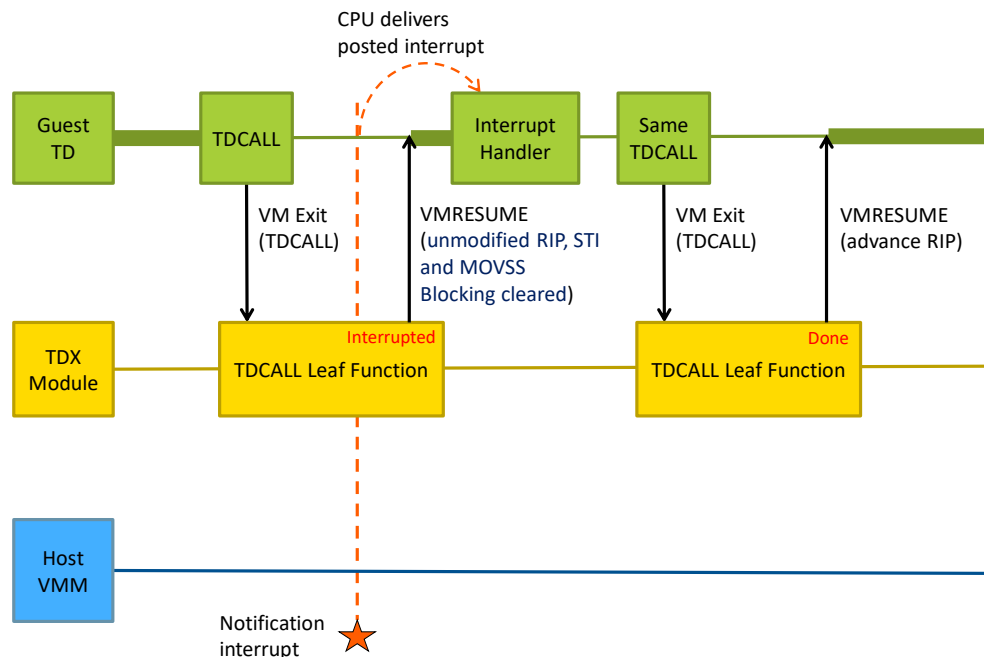 CPU delivers
posted interrupt
Guest
TD
TDCALL
Interrupt
Handler
Same
TDCALL
VM Exit
(TDCALL)
VMRESUME
(unmodified RIP, STI
and MOVSS
Blocking cleared)
VM Exit
(TDCALL)
VMRESUME
(advance RIP)
TDX
Module
Interrupted
TDCALL Leaf Function
Done
TDCALL Leaf Function
Host
VMM
Notification
interrupt